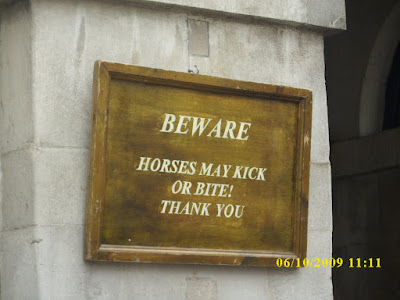 BEWARE
HORSES MAY KICK
OR BITE!
THANK YOU
06/10/2009 11:11